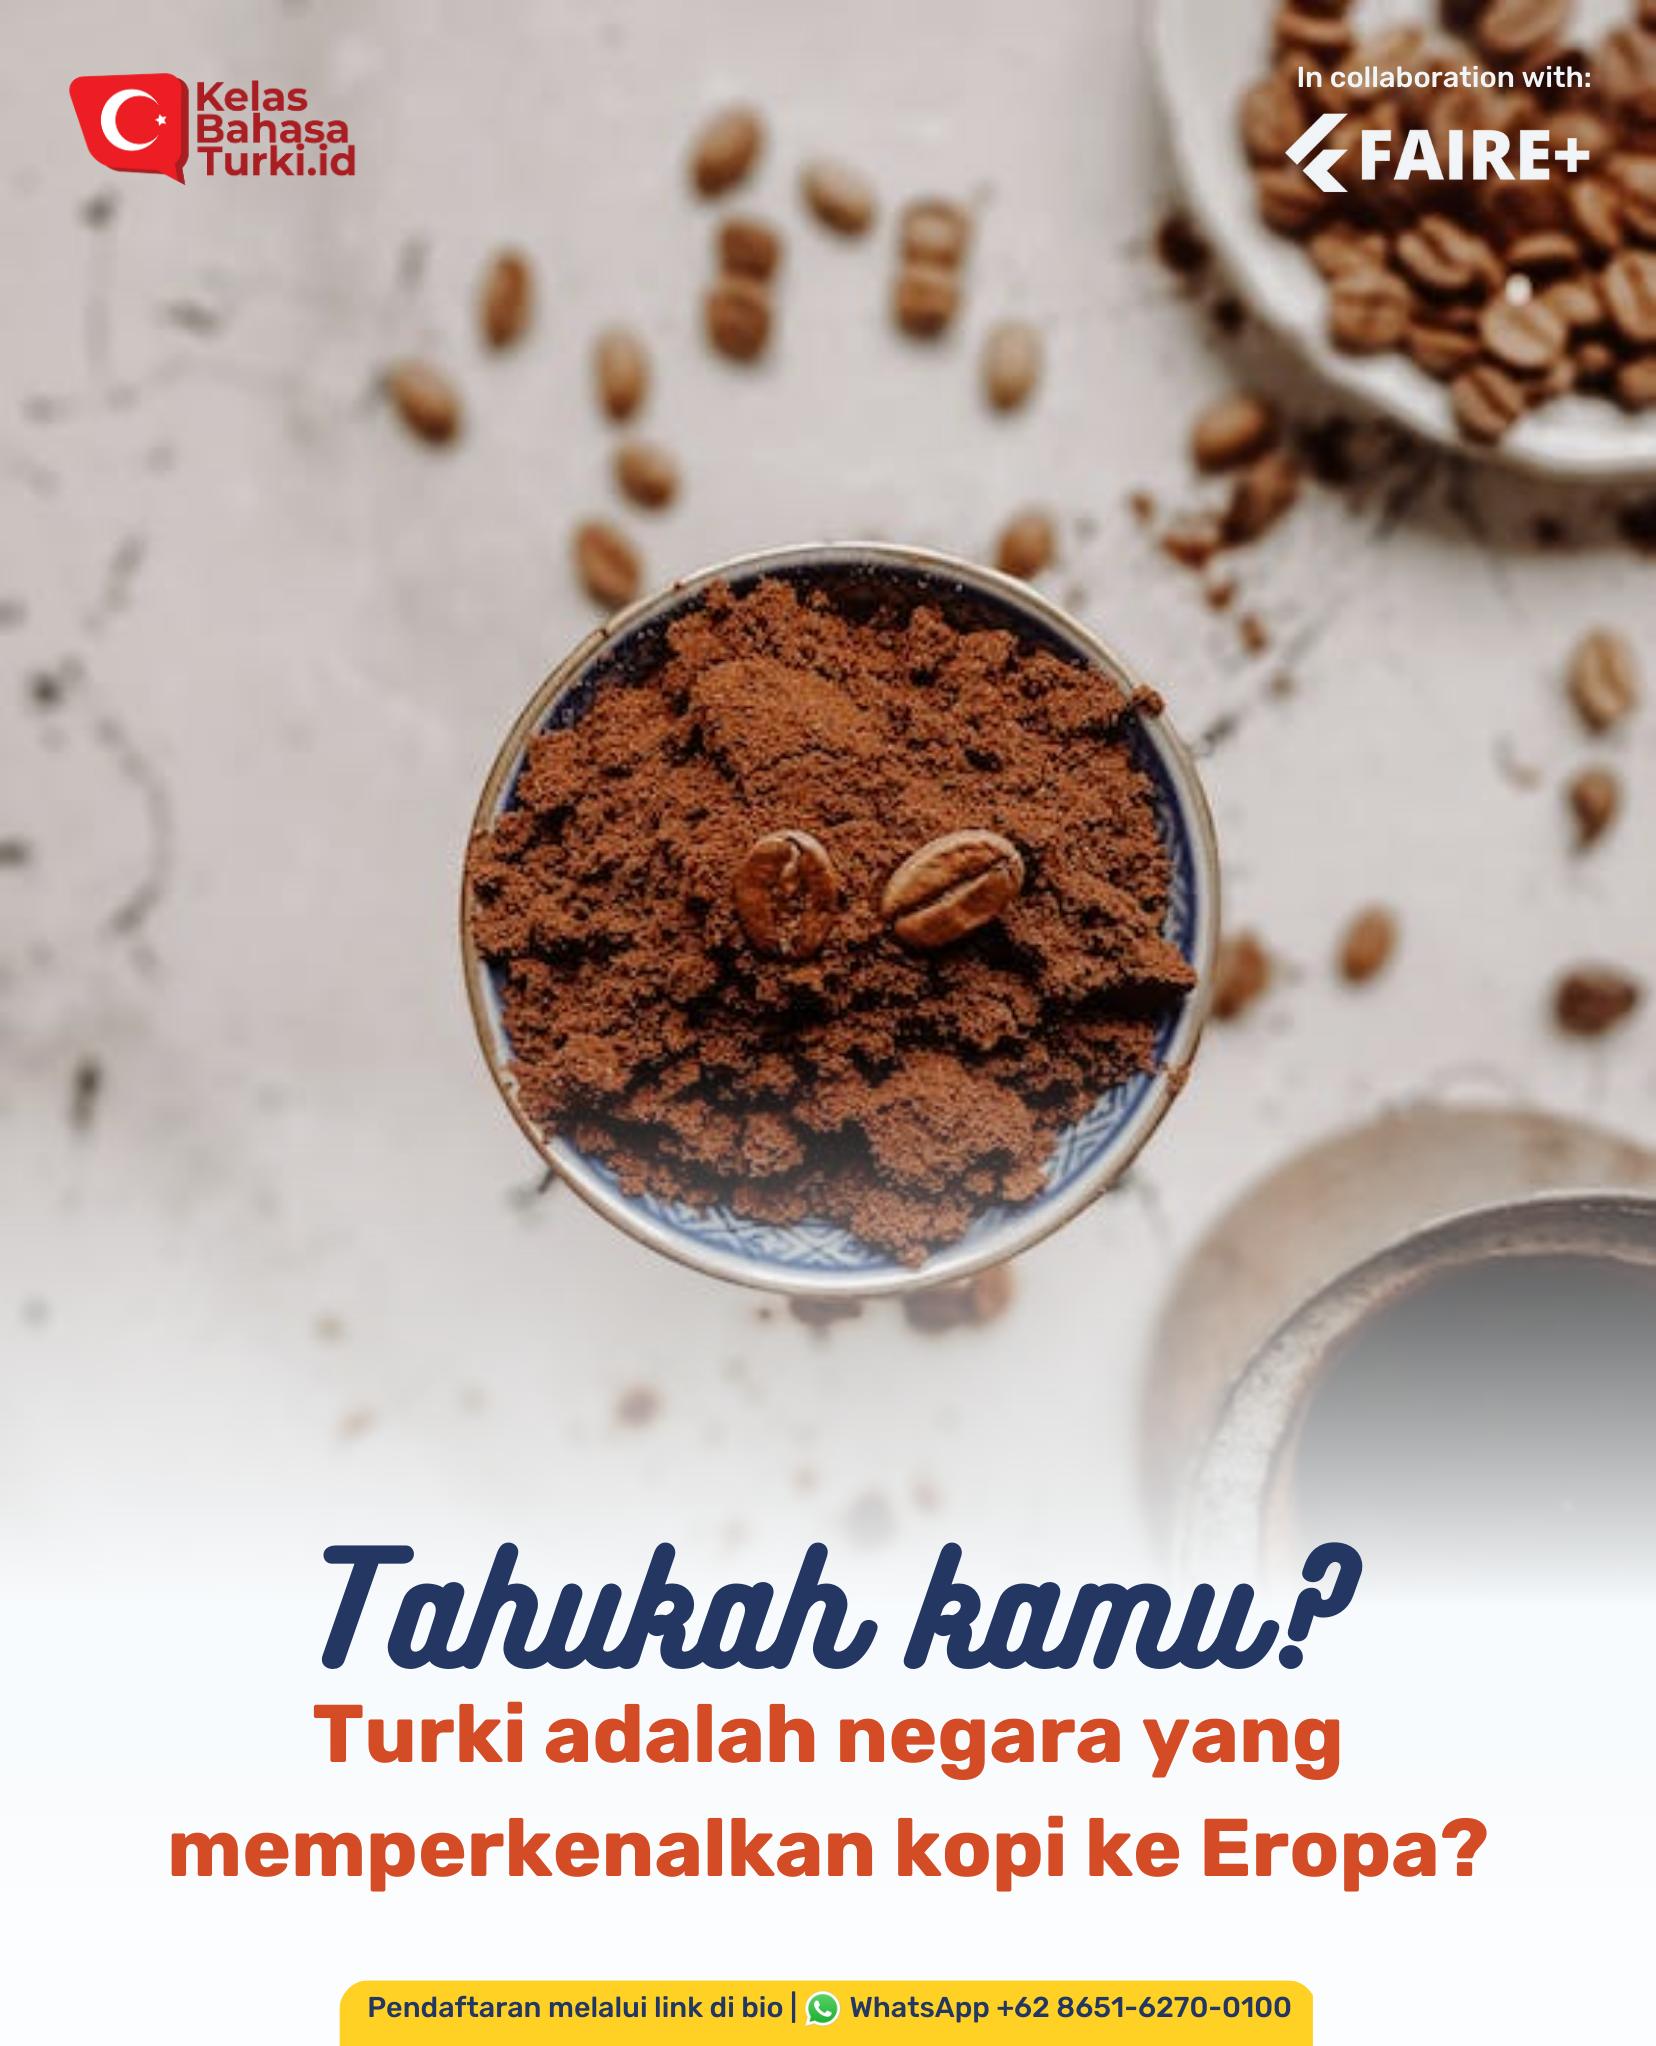 Kelas
Bahasa
Turki.id
In collaboration with:
FAIRE+
Tahukah kamu?
Turki adalah negara yang
memperkenalkan kopi ke Eropa?
Pendaftaran melalui link di bio | WhatsApp +62 8651-6270-0100